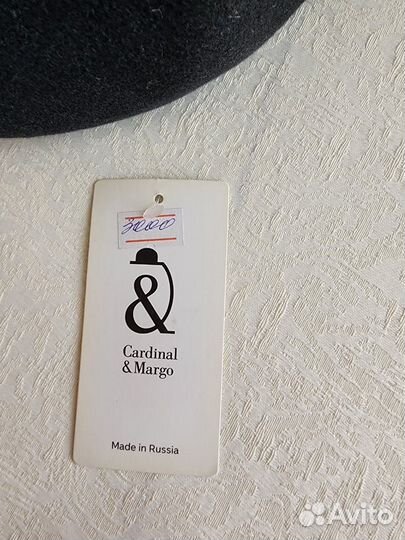 3000
&
Cardinal
& Margo
Made in Russia
Avito